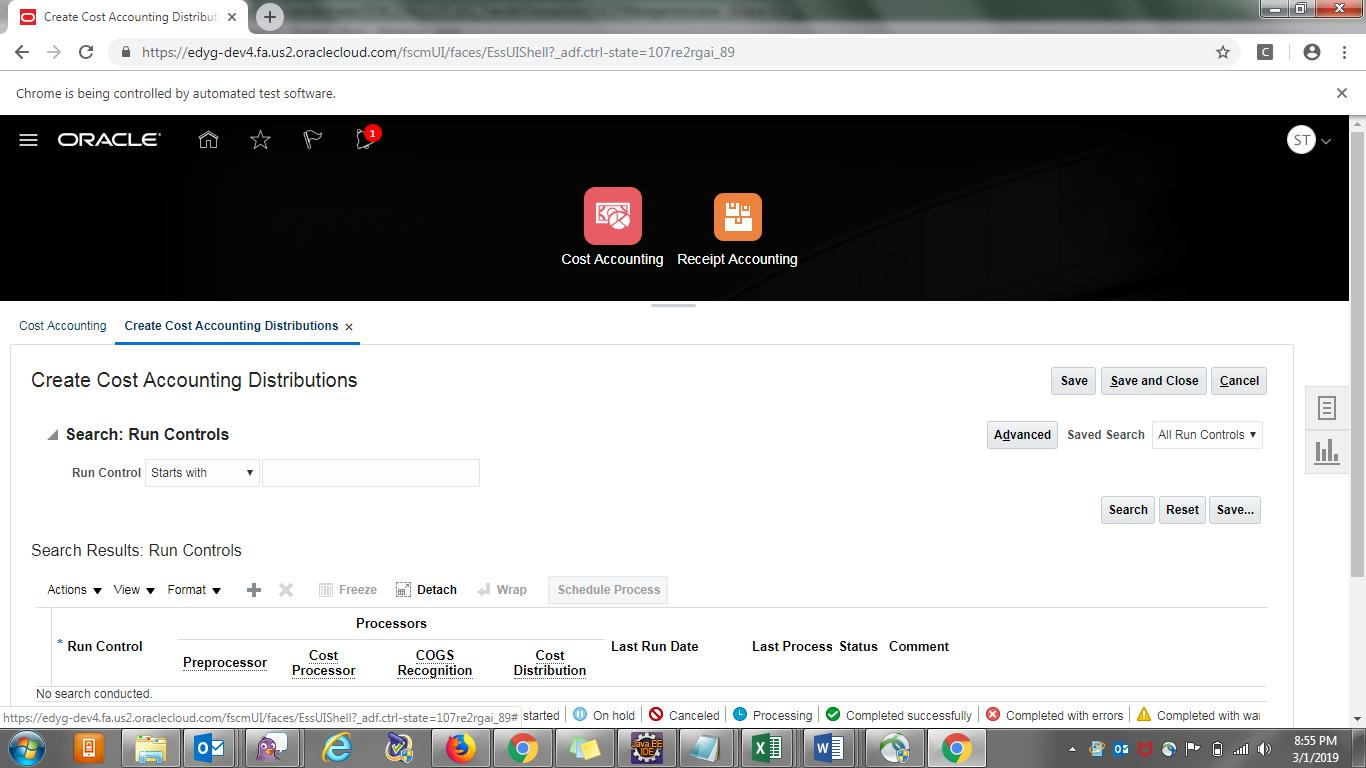 Create Cost Accounting Distribut
https://edyg-dev4.fa.us2.oraclecloud.com/fscmUI/faces/EssUIShell?_adf.ctrl-state=107re2rgai_89
C
Chrome is being controlled by automated test software.
ORACLE
1
ST
Cost Accounting
Receipt Accounting
Cost Accounting
Create Cost Accounting Distributions
Create Cost Accounting Distributions
Save
Save and Close
Cancel
Search: Run Controls
Advanced
Saved Search
All Run Controls
Run Control
Starts with
Search
Reset
Save...
Search Results: Run Controls
Actions
View
Format
Freeze
Detach
Wrap
Schedule Process
* Run Control
Processors
Preprocessor
Cost
Processor
COGS
Recognition
Cost
Distribution
Last Run Date
Last Process
Status
Comment
No search conducted.
https://edyg-dev4.fa.us2.oraclecloud.com/fscmUI/faces/EssUIShell?_adf.ctrl-state=107re2rgai_89#
started
On hold
Canceled
Processing
Completed successfully
Completed with errors
Completed with wa
Java EE
IDE
8:55 PM
3/1/2019